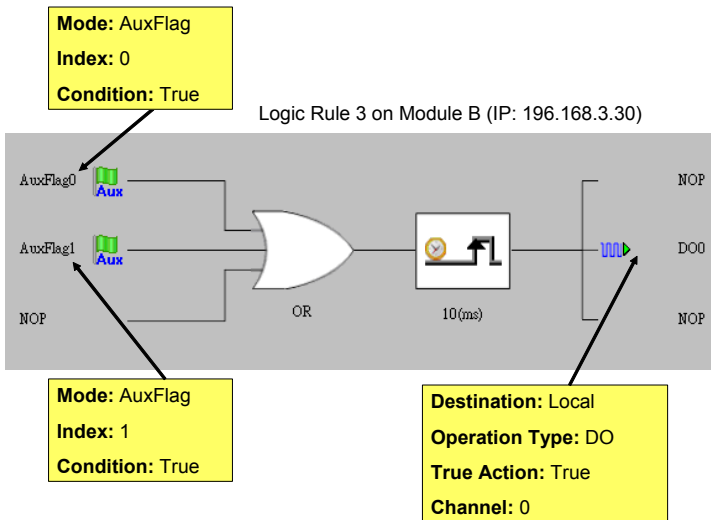 Mode: AuxFlag
Index: 0
Condition: True
Logic Rule 3 on Module B (IP: 196.168.3.30)
AuxFlag0
Aux
NOP
AuxFlag1
Aux
DO0
NOP
OR
10(ms)
NOP
Mode: AuxFlag
Index: 1
Condition: True
Destination: Local
Operation Type: DO
True Action: True
Channel: 0